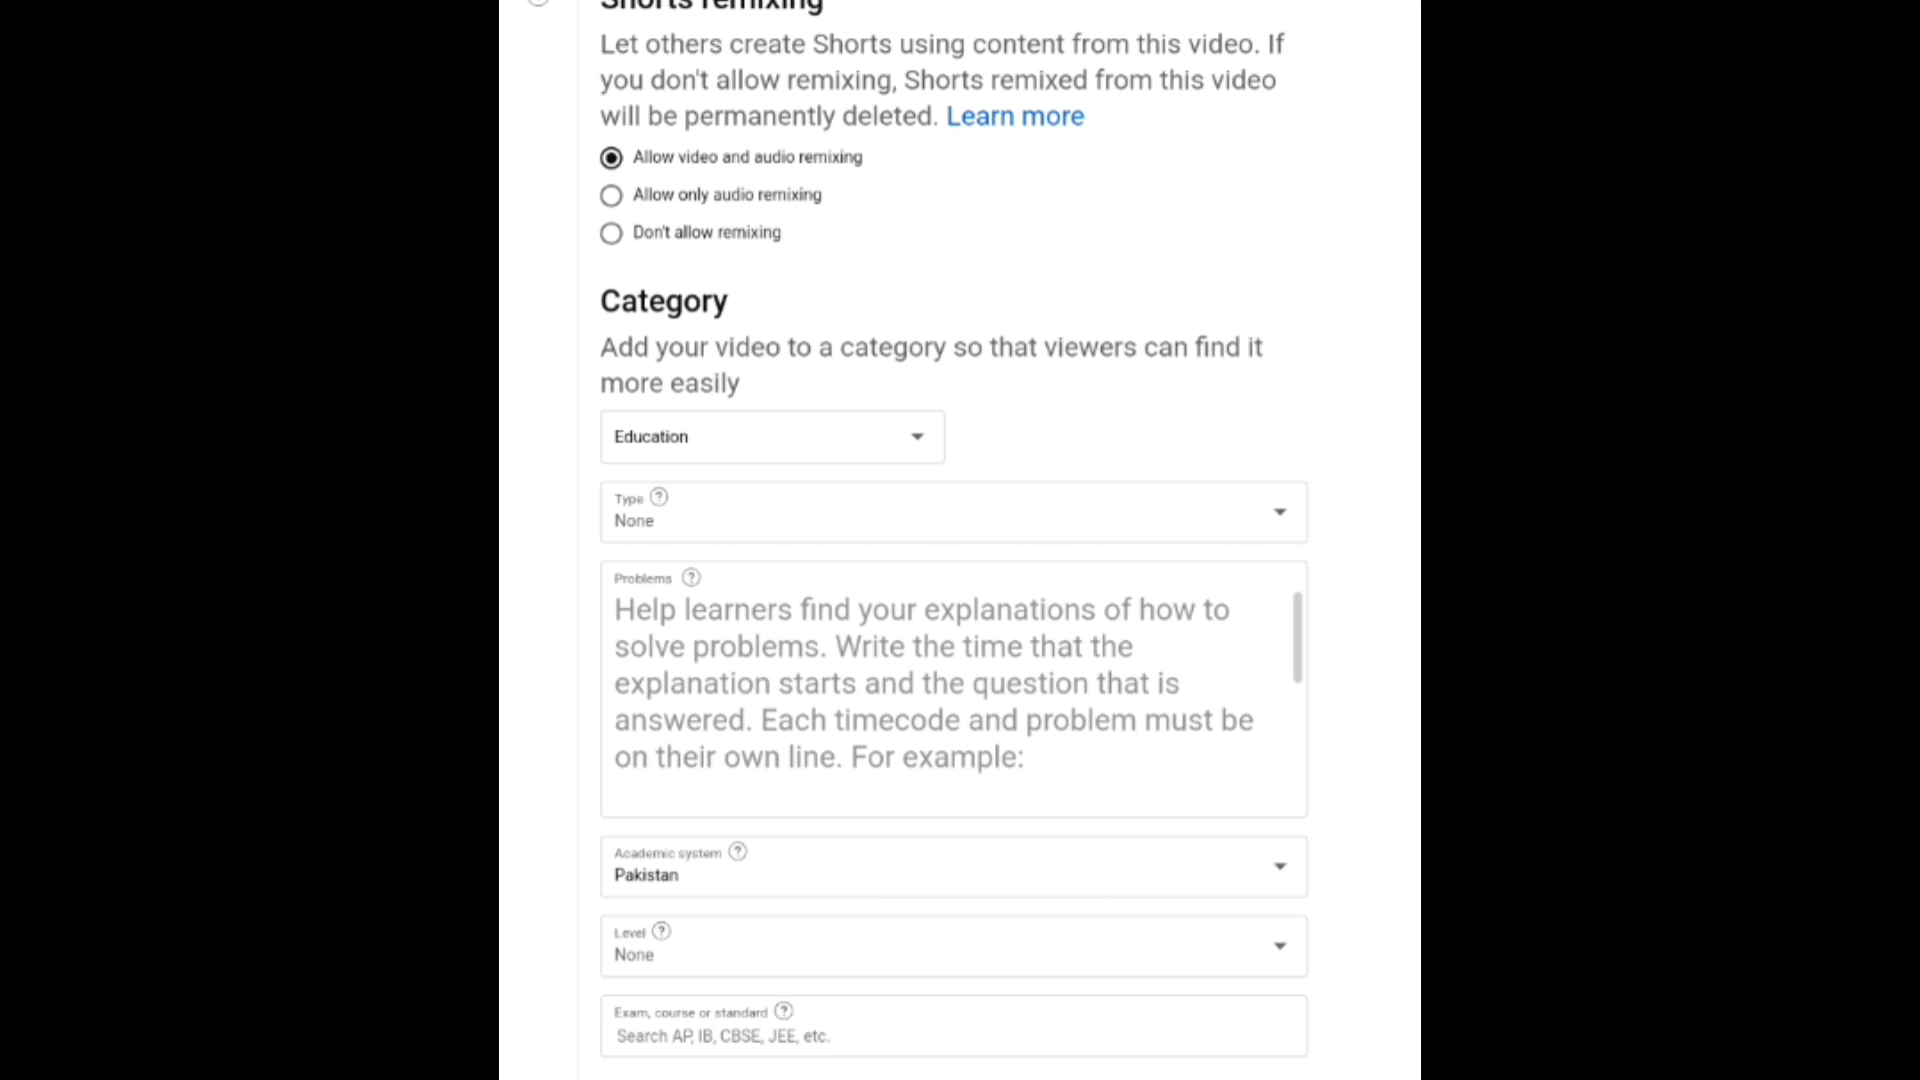 Shorts remixing
Let others create Shorts using content from this video. If
you don't allow remixing, Shorts remixed from this video
will be permanently deleted. Learn more
Allow video and audio remixing
Allow only audio remixing
Don't allow remixing
Category
Add your video to a category so that viewers can find it
more easily
Education
Type ?
None
Problems ?
Help learners find your explanations of how to
solve problems. Write the time that the
explanation starts and the question that is
answered. Each timecode and problem must be
on their own line. For example:
Academic system ?
Pakistan
Level ?
None
Exam, course or standard ?
Search AP, IB, CBSE, JEE, etc.